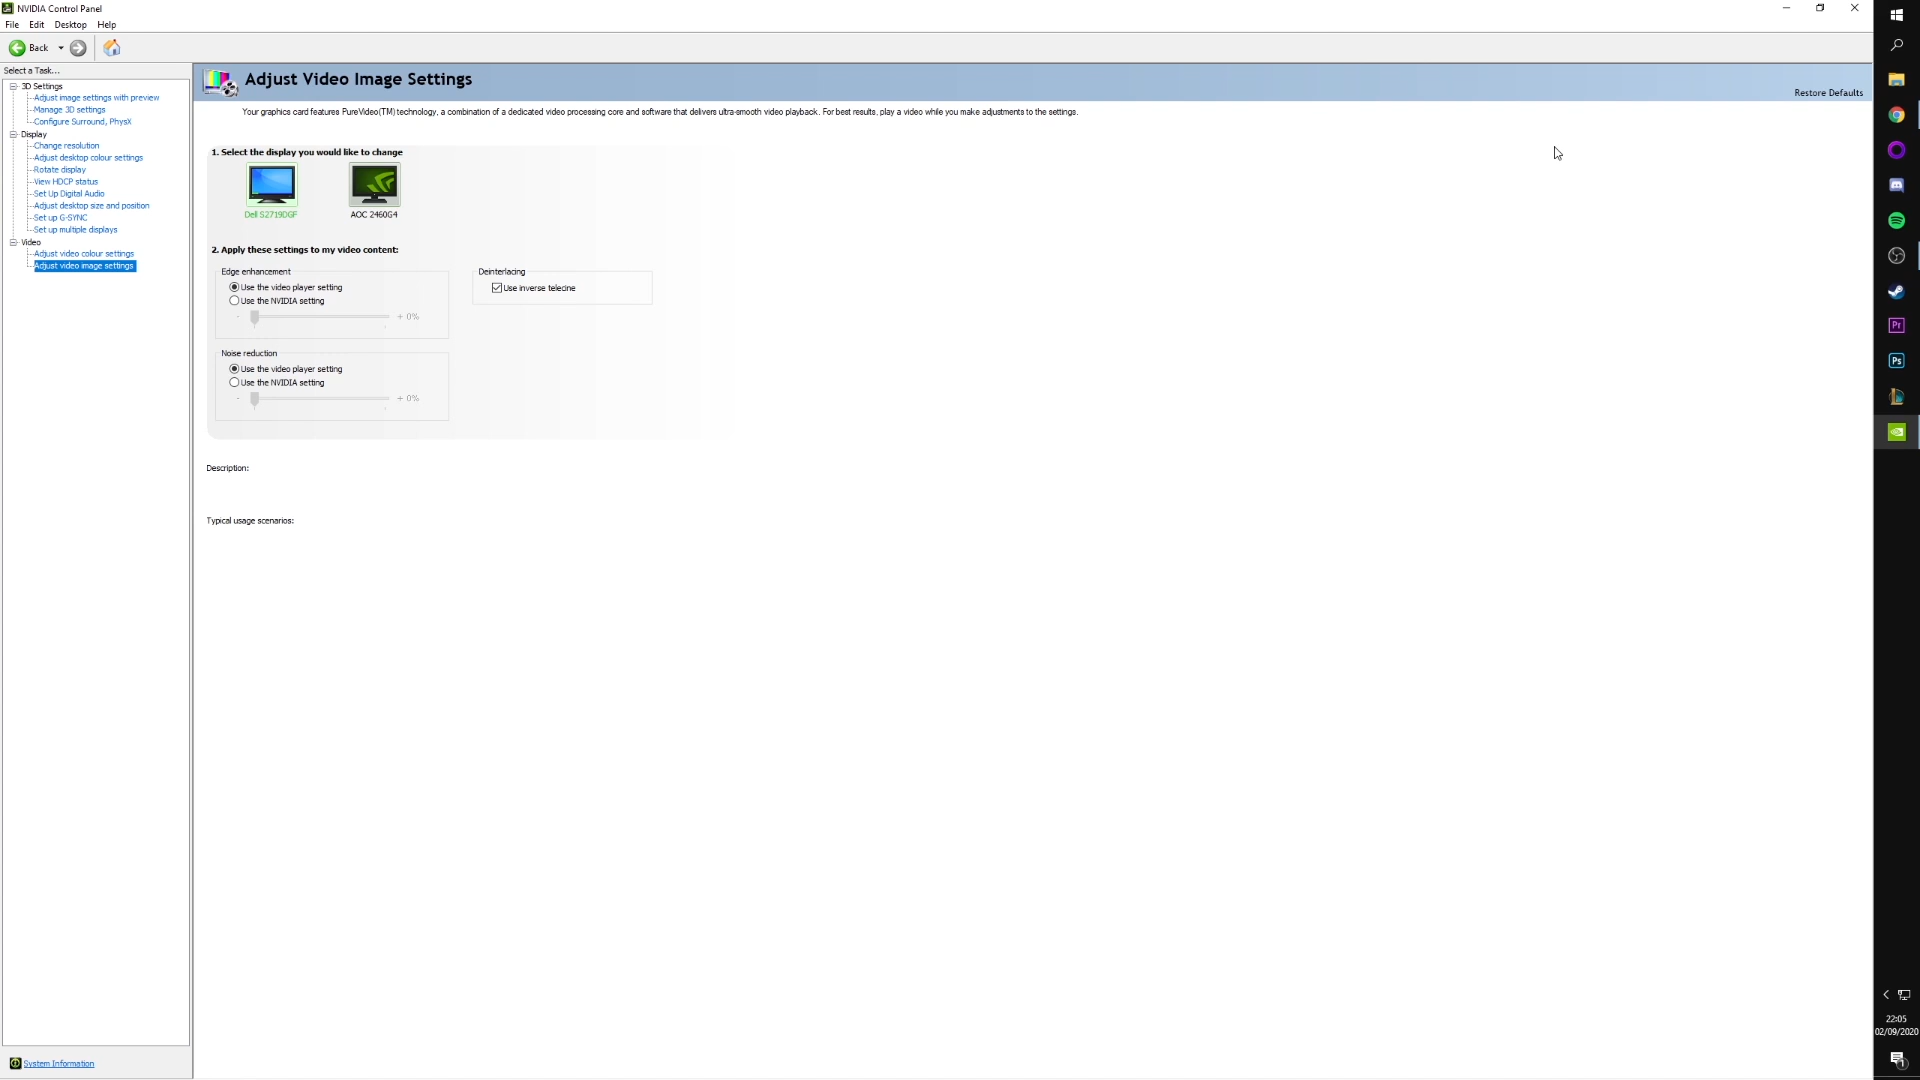 NVIDIA Control Panel
File Edit Desktop Help
Back
Select a Task...
3D Settings
Adjust image settings with preview
Manage 3D settings
Configure Surround, PhysX
Display
Change resolution
Adjust desktop colour settings
Rotate display
View HDCP status
Set Up Digital Audio
Adjust desktop size and position
Set up G-SYNC
Set up multiple displays
Video
Adjust video colour settings
Adjust video image settings
System Information
Adjust Video Image Settings
Restore Defaults
Your graphics card features PureVideo(TM) technology, a combination of a dedicated video processing core and software that delivers ultra-smooth video playback. For best results, play a video while you make adjustments to the settings.
1. Select the display you would like to change
Dell S2719DGF AOC 2460G4
2. Apply these settings to my video content:
Edge enhancement
Use the video player setting
Use the NVIDIA setting
- + 0%
Deinterlacing
Use inverse telecine
Noise reduction
Use the video player setting
Use the NVIDIA setting
- + 0%
Description:
Typical usage scenarios:
Pr
Ps
22:05
02/09/2020
1